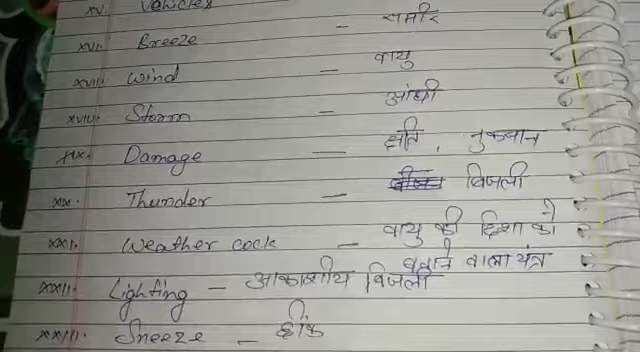 xv. Vehicles
xvi. Breeze – समीर
xvii. Wind – वायु
xviii. Storm – आंधी
xix. Damage – क्षति, नुकसान
xx. Thunder – बिजली
xxi. Weather cock – वायु की दिशा को
बताने वाला यंत्र
xxii. Lighting – आकाशीय बिजली
xxiii. Sneeze – छींक